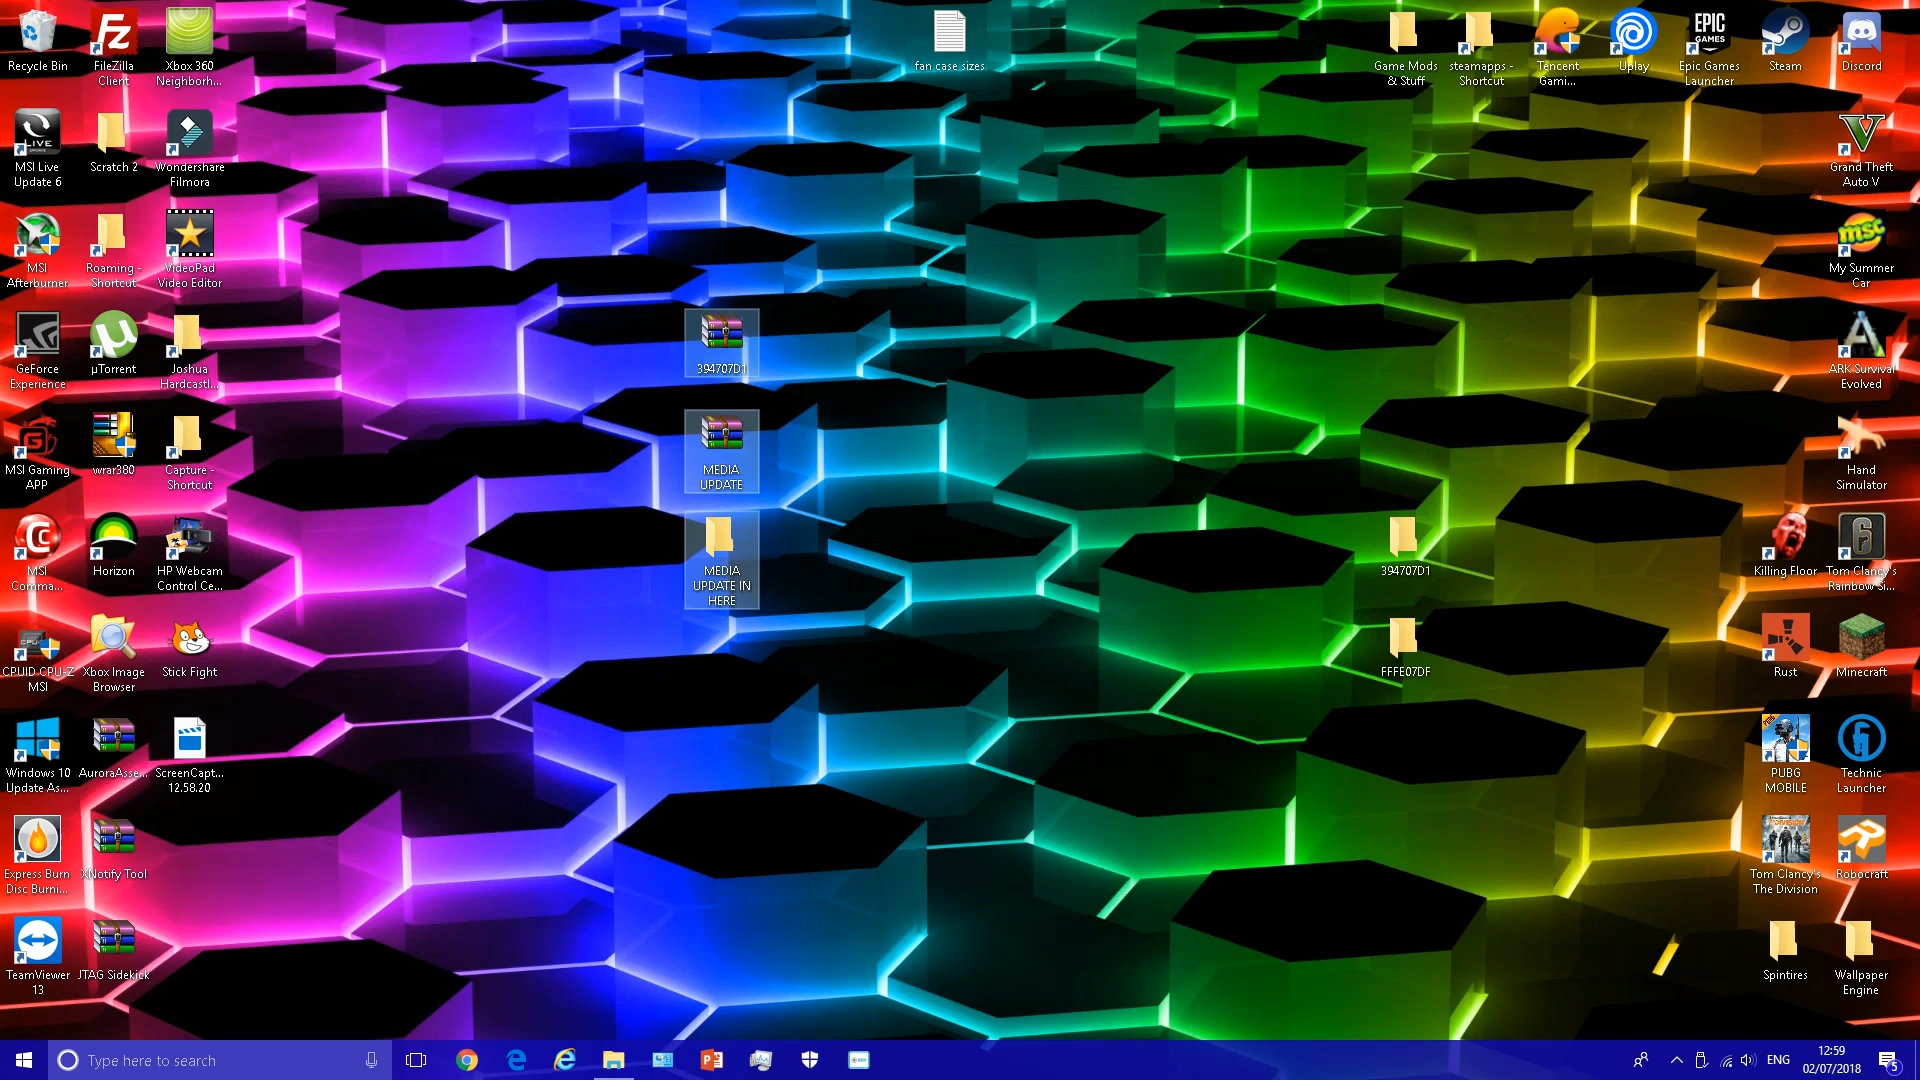 Recycle Bin
FileZilla
Client
Xbox 360
Neighborh...
fan case sizes
Game Mods
& Stuff
steamapps -
Shortcut
Tencent
Gami...
Uplay
EPIC
GAMES
Epic Games
Launcher
Steam
Discord
LIVE
MSI Live
Update 6
Scratch 2
Wondershare
Filmora
Grand Theft
Auto V
MSI
Afterburner
Roaming -
Shortcut
VideoPad
Video Editor
msc
My Summer
Car
GeForce
Experience
µTorrent
Joshua
Hardcastl...
394707D1
ARK Survival
Evolved
MSI Gaming
APP
wrar380
Capture -
Shortcut
MEDIA
UPDATE
Hand
Simulator
MSI
Comma...
Horizon
HP Webcam
Control Ce...
MEDIA
UPDATE IN
HERE
394707D1
Killing Floor
Tom Clancy's
Rainbow Si...
CPUID CPU-Z
MSI
Xbox Image
Browser
Stick Fight
FFFE07DF
Rust
Minecraft
Windows 10
Update As...
AuroraAsse...
ScreenCapt...
12.58.20
PUBG
MOBILE
Technic
Launcher
Express Burn
Disc Burni...
XNotify Tool
Tom Clancy's
The Division
Robocraft
TeamViewer
13
JTAG Sidekick
Spintires
Wallpaper
Engine
Type here to search
ENG
12:59
02/07/2018
5